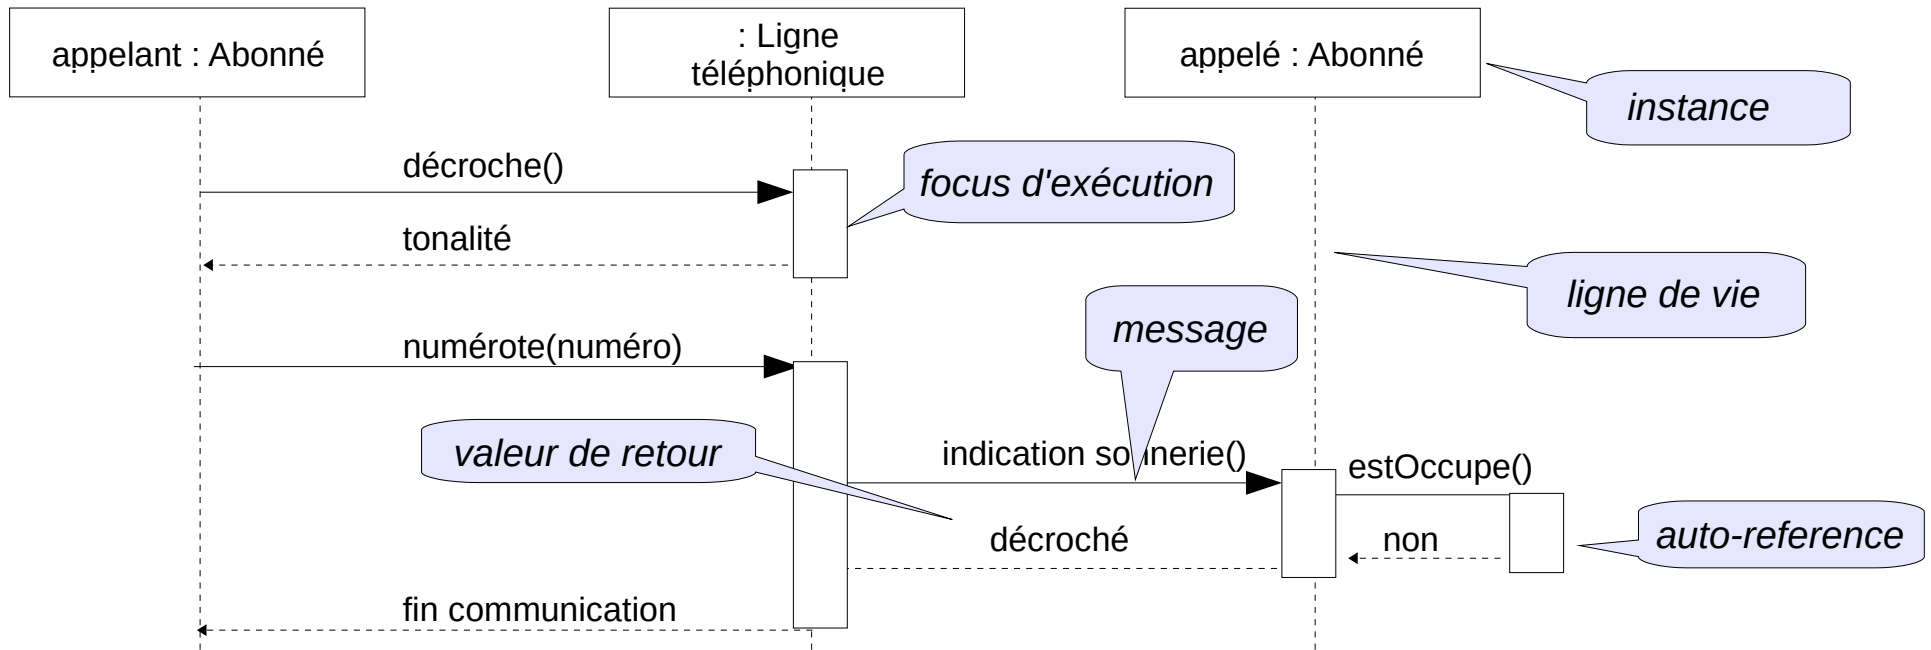 appelant : Abonné
: Ligne
téléphonique
appelé : Abonné
instance
décroche()
focus d'exécution
tonalité
ligne de vie
message
numérote(numéro)
valeur de retour
indication sonnerie()
estOccupe()
décroché
non
auto-reference
fin communication